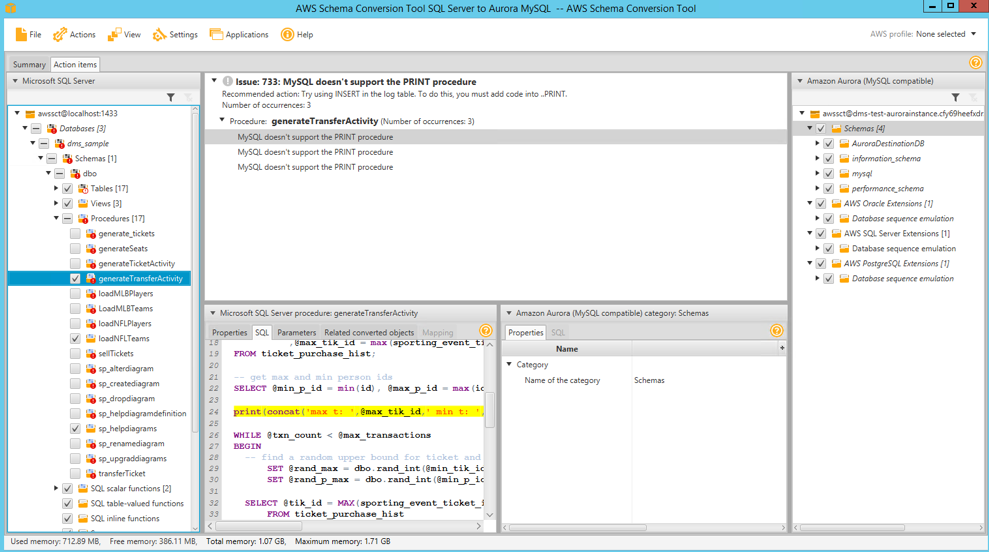 AWS Schema Conversion Tool SQL Server to Aurora MySQL -- AWS Schema Conversion Tool
File Actions View Settings Applications Help AWS profile: None selected
Summary Action items
Microsoft SQL Server
awssct@localhost:1433
Databases [3]
dms_sample
Schemas [1]
dbo
Tables [17]
Views [3]
Procedures [17]
generate_tickets
generateSeats
generateTicketActivity
generateTransferActivity
loadMLBPlayers
LoadMLBTeams
loadNFLPlayers
loadNFLTeams
sellTickets
sp_alterdiagram
sp_creatediagram
sp_dropdiagram
sp_helpdiagramdefinition
sp_helpdiagrams
sp_renamediagram
sp_upgraddiagrams
transferTicket
SQL scalar functions [2]
SQL table-valued functions
SQL inline functions
Issue: 733: MySQL doesn't support the PRINT procedure
Recommended action: Try using INSERT in the log table. To do this, you must add code into ..PRINT.
Number of occurrences: 3
Procedure: generateTransferActivity (Number of occurrences: 3)
MySQL doesn't support the PRINT procedure
MySQL doesn't support the PRINT procedure
MySQL doesn't support the PRINT procedure
Microsoft SQL Server procedure: generateTransferActivity
Properties SQL Parameters Related converted objects Mapping
18 ,@max_tik_id = max(sporting_event_ti
19 FROM ticket_purchase_hist;
20
21 -- get max and min person ids
22 SELECT @min_p_id = min(id), @max_p_id = max(id
23
24 print(concat('max t: ',@max_tik_id,' min t: ',
25
26 WHILE @txn_count < @max_transactions
27 BEGIN
28 -- find a random upper bound for ticket and
29 SET @rand_max = dbo.rand_int(@min_tik_id
30 SET @rand_p_max = dbo.rand_int(@min_p_id
31
32 SELECT @tik_id = MAX(sporting_event_ticket_i
33 FROM ticket_purchase_hist
Amazon Aurora (MySQL compatible) category: Schemas
Properties SQL
Name
Category
Name of the category Schemas
Amazon Aurora (MySQL compatible)
awssct@dms-test-aurorainstance.cfy69heefxdr
Schemas [4]
AuroraDestinationDB
information_schema
mysql
performance_schema
AWS Oracle Extensions [1]
Database sequence emulation
AWS SQL Server Extensions [1]
Database sequence emulation
AWS PostgreSQL Extensions [1]
Database sequence emulation
Used memory: 712.89 MB, Free memory: 386.11 MB, Total memory: 1.07 GB, Maximum memory: 1.71 GB